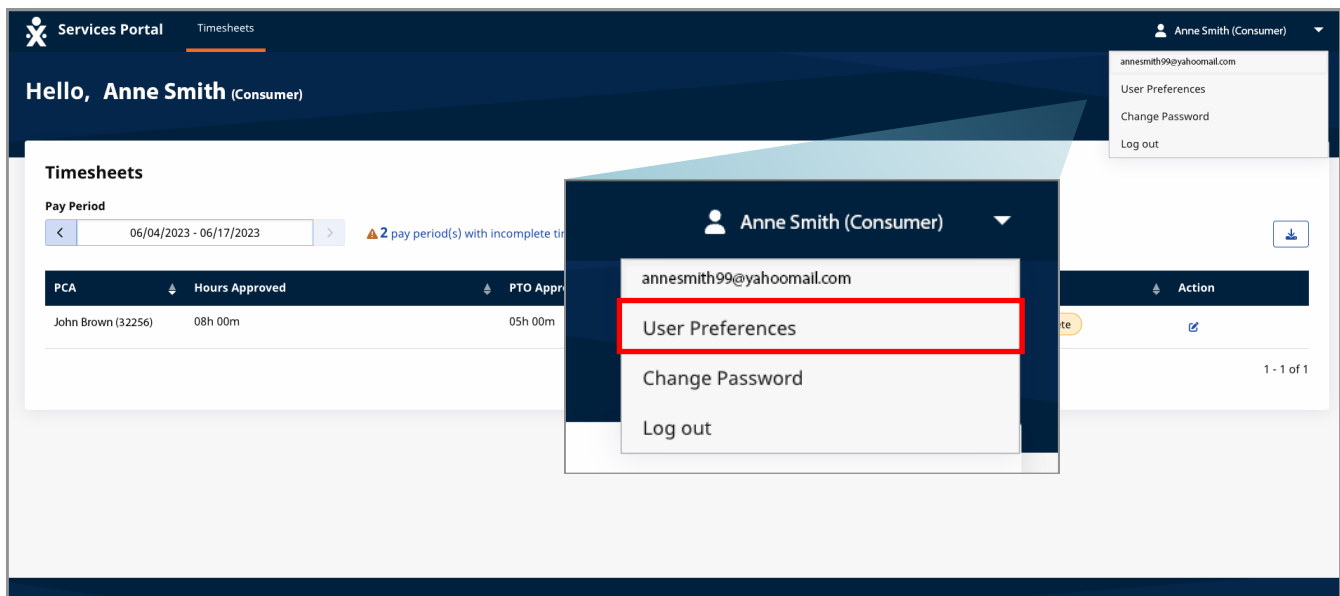 Services Portal Timesheets Anne Smith (Consumer)
annesmith99@yahoomail.com
User Preferences
Change Password
Log out
Hello, Anne Smith (Consumer)
Timesheets
Pay Period
06/04/2023 - 06/17/2023 2 pay period(s) with incomplete
PCA Hours Approved PTO Action
John Brown (32256) 08h 00m 05h 00m
1 - 1 of 1
Anne Smith (Consumer)
annesmith99@yahoomail.com
User Preferences
Change Password
Log out